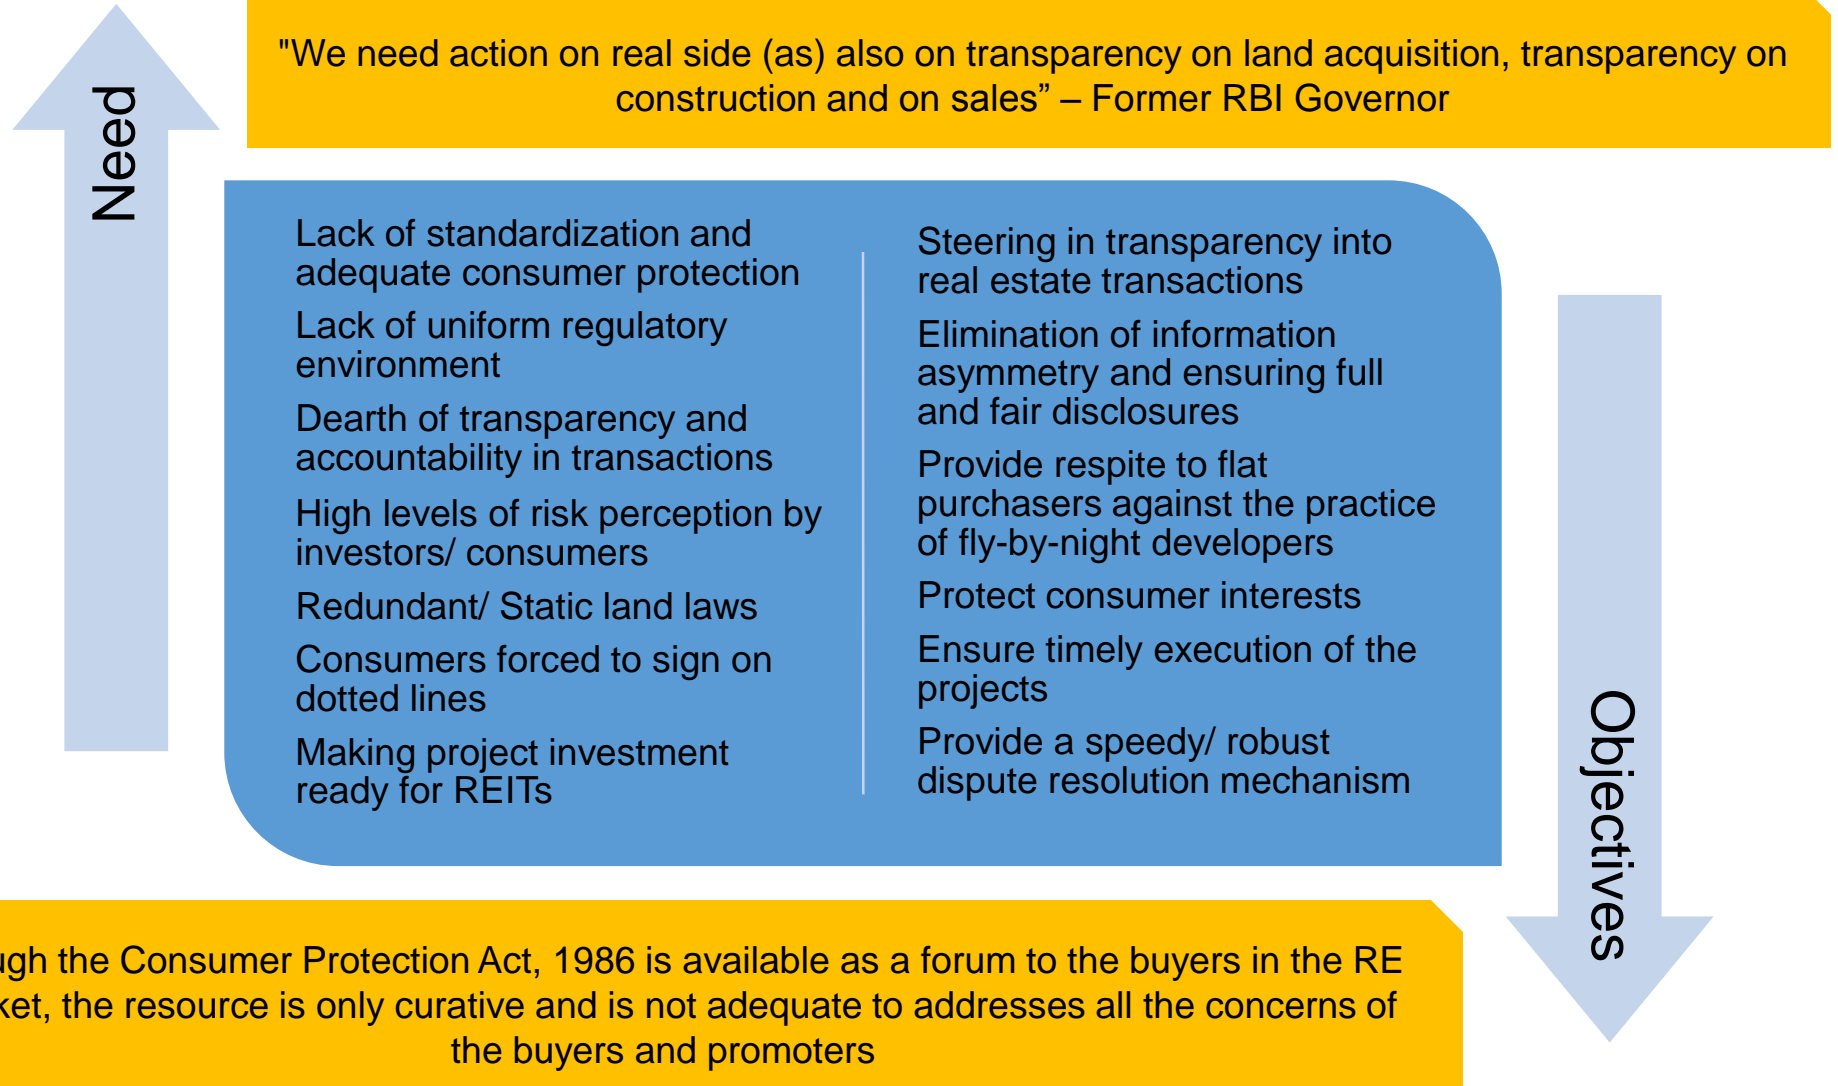 Need
"We need action on real side (as) also on transparency on land acquisition, transparency on
construction and on sales” – Former RBI Governor
Lack of standardization and
adequate consumer protection
Lack of uniform regulatory
environment
Dearth of transparency and
accountability in transactions
High levels of risk perception by
investors/ consumers
Redundant/ Static land laws
Consumers forced to sign on
dotted lines
Making project investment
ready for REITs
Steering in transparency into
real estate transactions
Elimination of information
asymmetry and ensuring full
and fair disclosures
Provide respite to flat
purchasers against the practice
of fly-by-night developers
Protect consumer interests
Ensure timely execution of the
projects
Provide a speedy/ robust
dispute resolution mechanism
Objectives
the Consumer Protection Act, 1986 is available as a forum to the buyers in the RE
the resource is only curative and is not adequate to addresses all the concerns of
the buyers and promoters